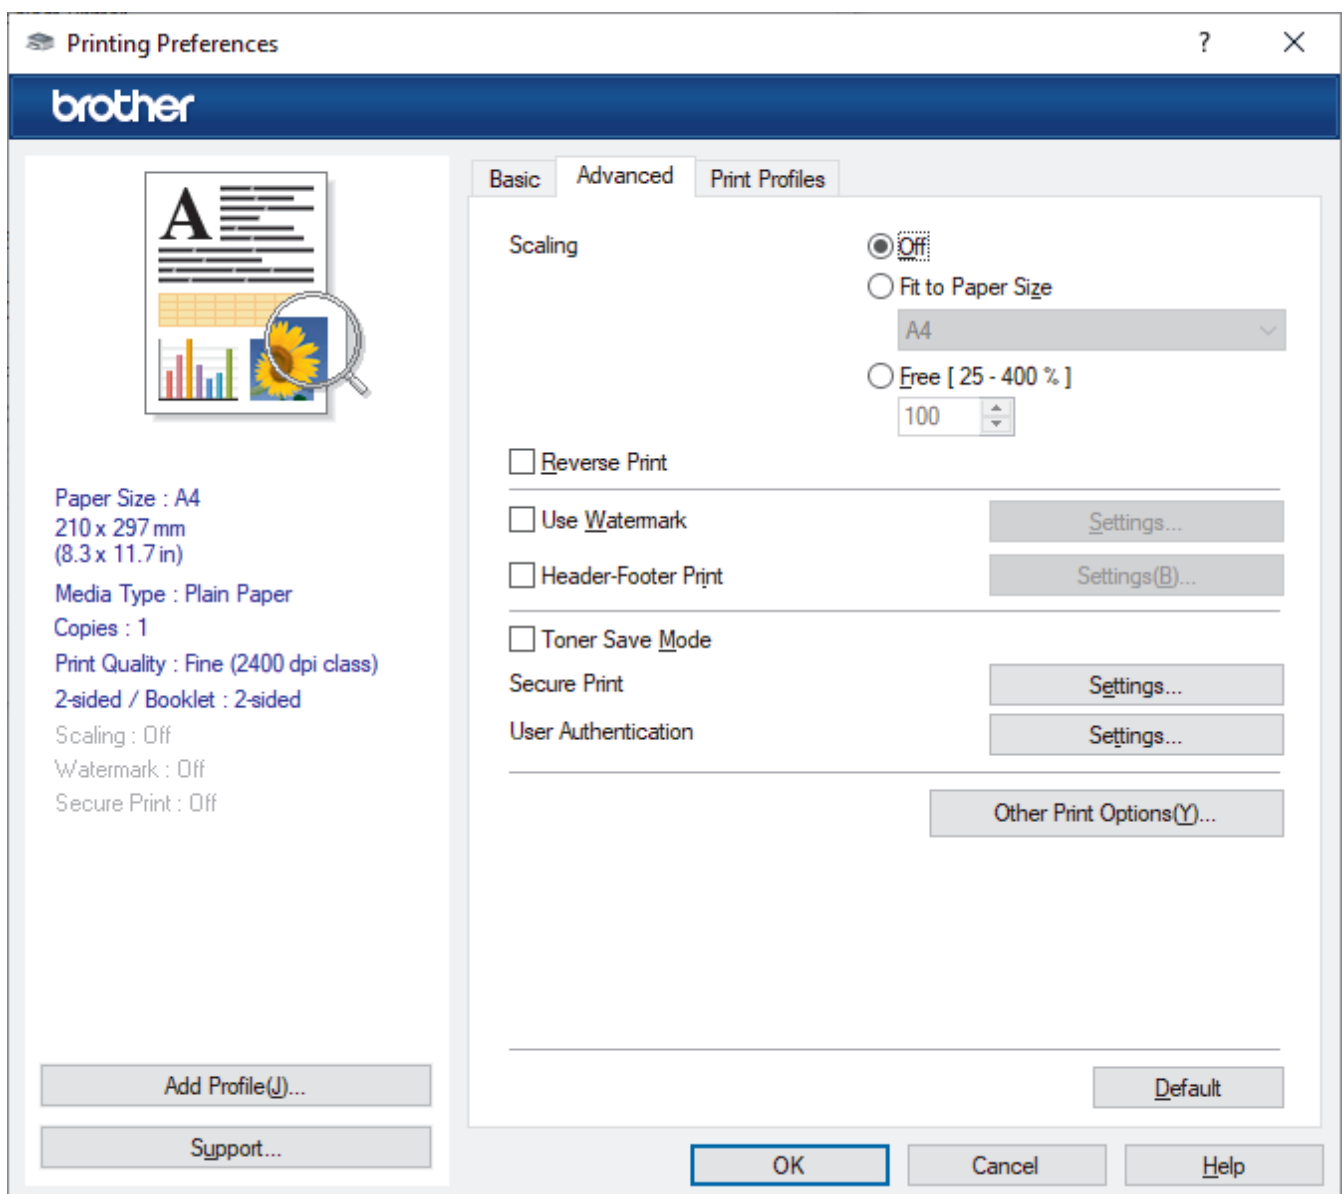 Printing Preferences
?
brother
Basic
Advanced
Print Profiles
A
Scaling
Off
Fit to Paper Size
A4
Free [ 25 - 400 % ]
100
Reverse Print
Use Watermark
Settings...
Header-Footer Print
Settings(B)...
Toner Save Mode
Secure Print
Settings...
User Authentication
Settings...
Other Print Options(Y)...
Paper Size : A4
210 x 297 mm
(8.3 x 11.7 in)
Media Type : Plain Paper
Copies : 1
Print Quality : Fine (2400 dpi class)
2-sided / Booklet : 2-sided
Scaling : Off
Watermark : Off
Secure Print : Off
Add Profile(J)...
Support...
Default
OK
Cancel
Help